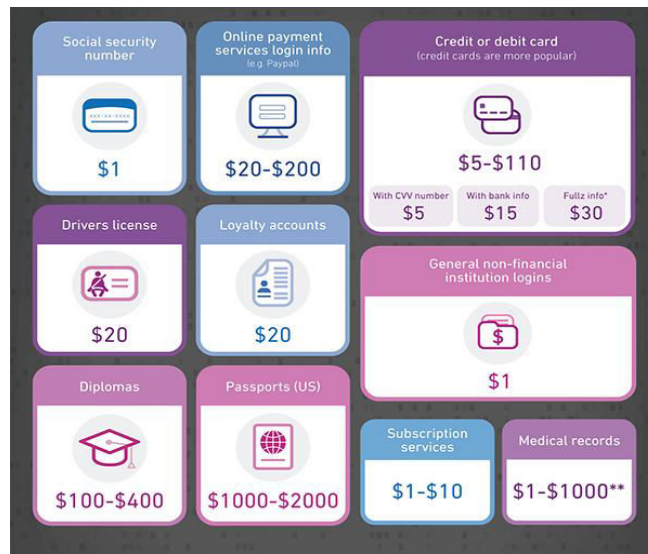 Social security
number
$1
Online payment
services login info
(e.g. Paypal)
$20-$200
Credit or debit card
(credit cards are more popular)
$5-$110
With CVV number
$5
With bank info
$15
Fullz info*
$30
Drivers license
$20
Loyalty accounts
$20
General non-financial
institution logins
$
$1
Diplomas
$100-$400
Passports (US)
$1000-$2000
Subscription
services
$1-$10
Medical records
$1-$1000**